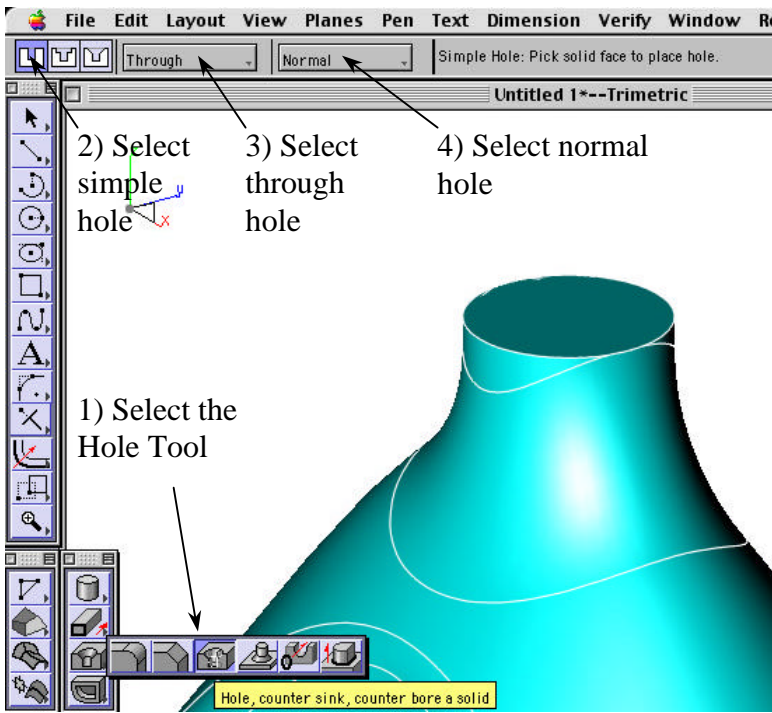 File Edit Layout View Planes Pen Text Dimension Verify Window
Through
Normal
Simple Hole: Pick solid face to place hole.
Untitled 1*--Trimetric
2) Select
simple
hole
3) Select
through
hole
4) Select normal
hole
y
x
A
1) Select the
Hole Tool
Hole, counter sink, counter bore a solid